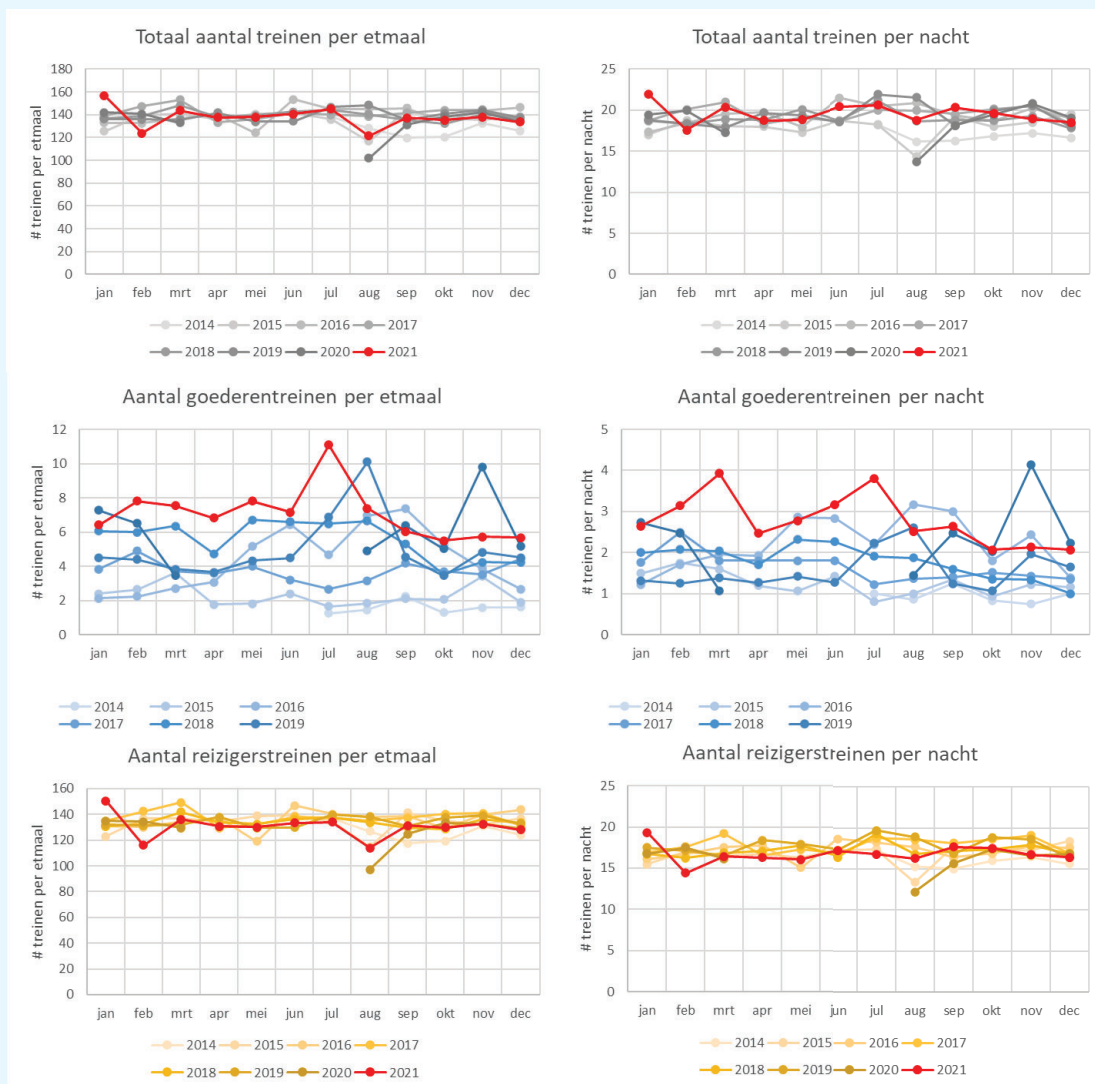 Totaal aantal treinen per etmaal
# treinen per etmaal
180
160
140
120
100
80
60
40
20
0
jan feb mrt apr mei jun jul aug sep okt nov dec
2014 2015 2016 2017
2018 2019 2020 2021
Totaal aantal treinen per nacht
# treinen per nacht
25
20
15
10
5
0
jan feb mrt apr mei jun jul aug sep okt nov dec
2014 2015 2016 2017
2018 2019 2020 2021
Aantal goederentreinen per etmaal
# treinen per etmaal
12
10
8
6
4
2
0
jan feb mrt apr mei jun jul aug sep okt nov dec
2014 2015 2016
2017 2018 2019
Aantal goederentreinen per nacht
# treinen per nacht
5
4
3
2
1
0
jan feb mrt apr mei jun jul aug sep okt nov dec
2014 2015 2016
2017 2018 2019
Aantal reizigerstreinen per etmaal
# treinen per etmaal
160
140
120
100
80
60
40
20
0
jan feb mrt apr mei jun jul aug sep okt nov dec
2014 2015 2016 2017
2018 2019 2020 2021
Aantal reizigerstreinen per nacht
# treinen per nacht
25
20
15
10
5
0
jan feb mrt apr mei jun jul aug sep okt nov dec
2014 2015 2016 2017
2018 2019 2020 2021